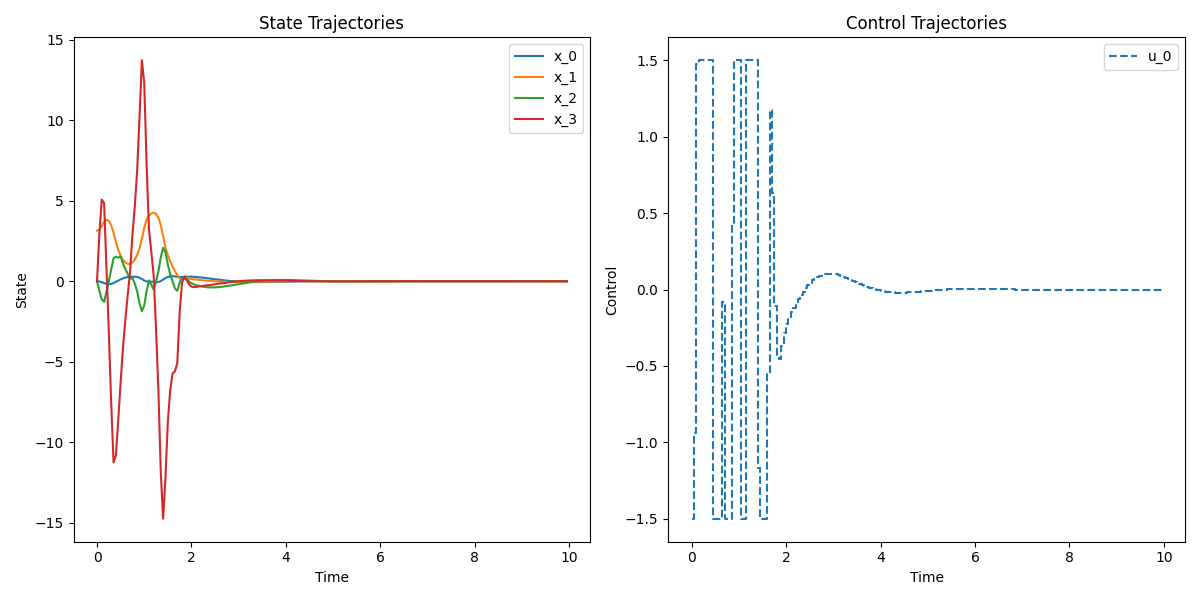 State Trajectories
State
15
10
5
0
−5
−10
−15
0 2 4 6 8 10
Time
x_0
x_1
x_2
x_3
Control Trajectories
Control
1.5
1.0
0.5
0.0
−0.5
−1.0
−1.5
0 2 4 6 8 10
Time
u_0